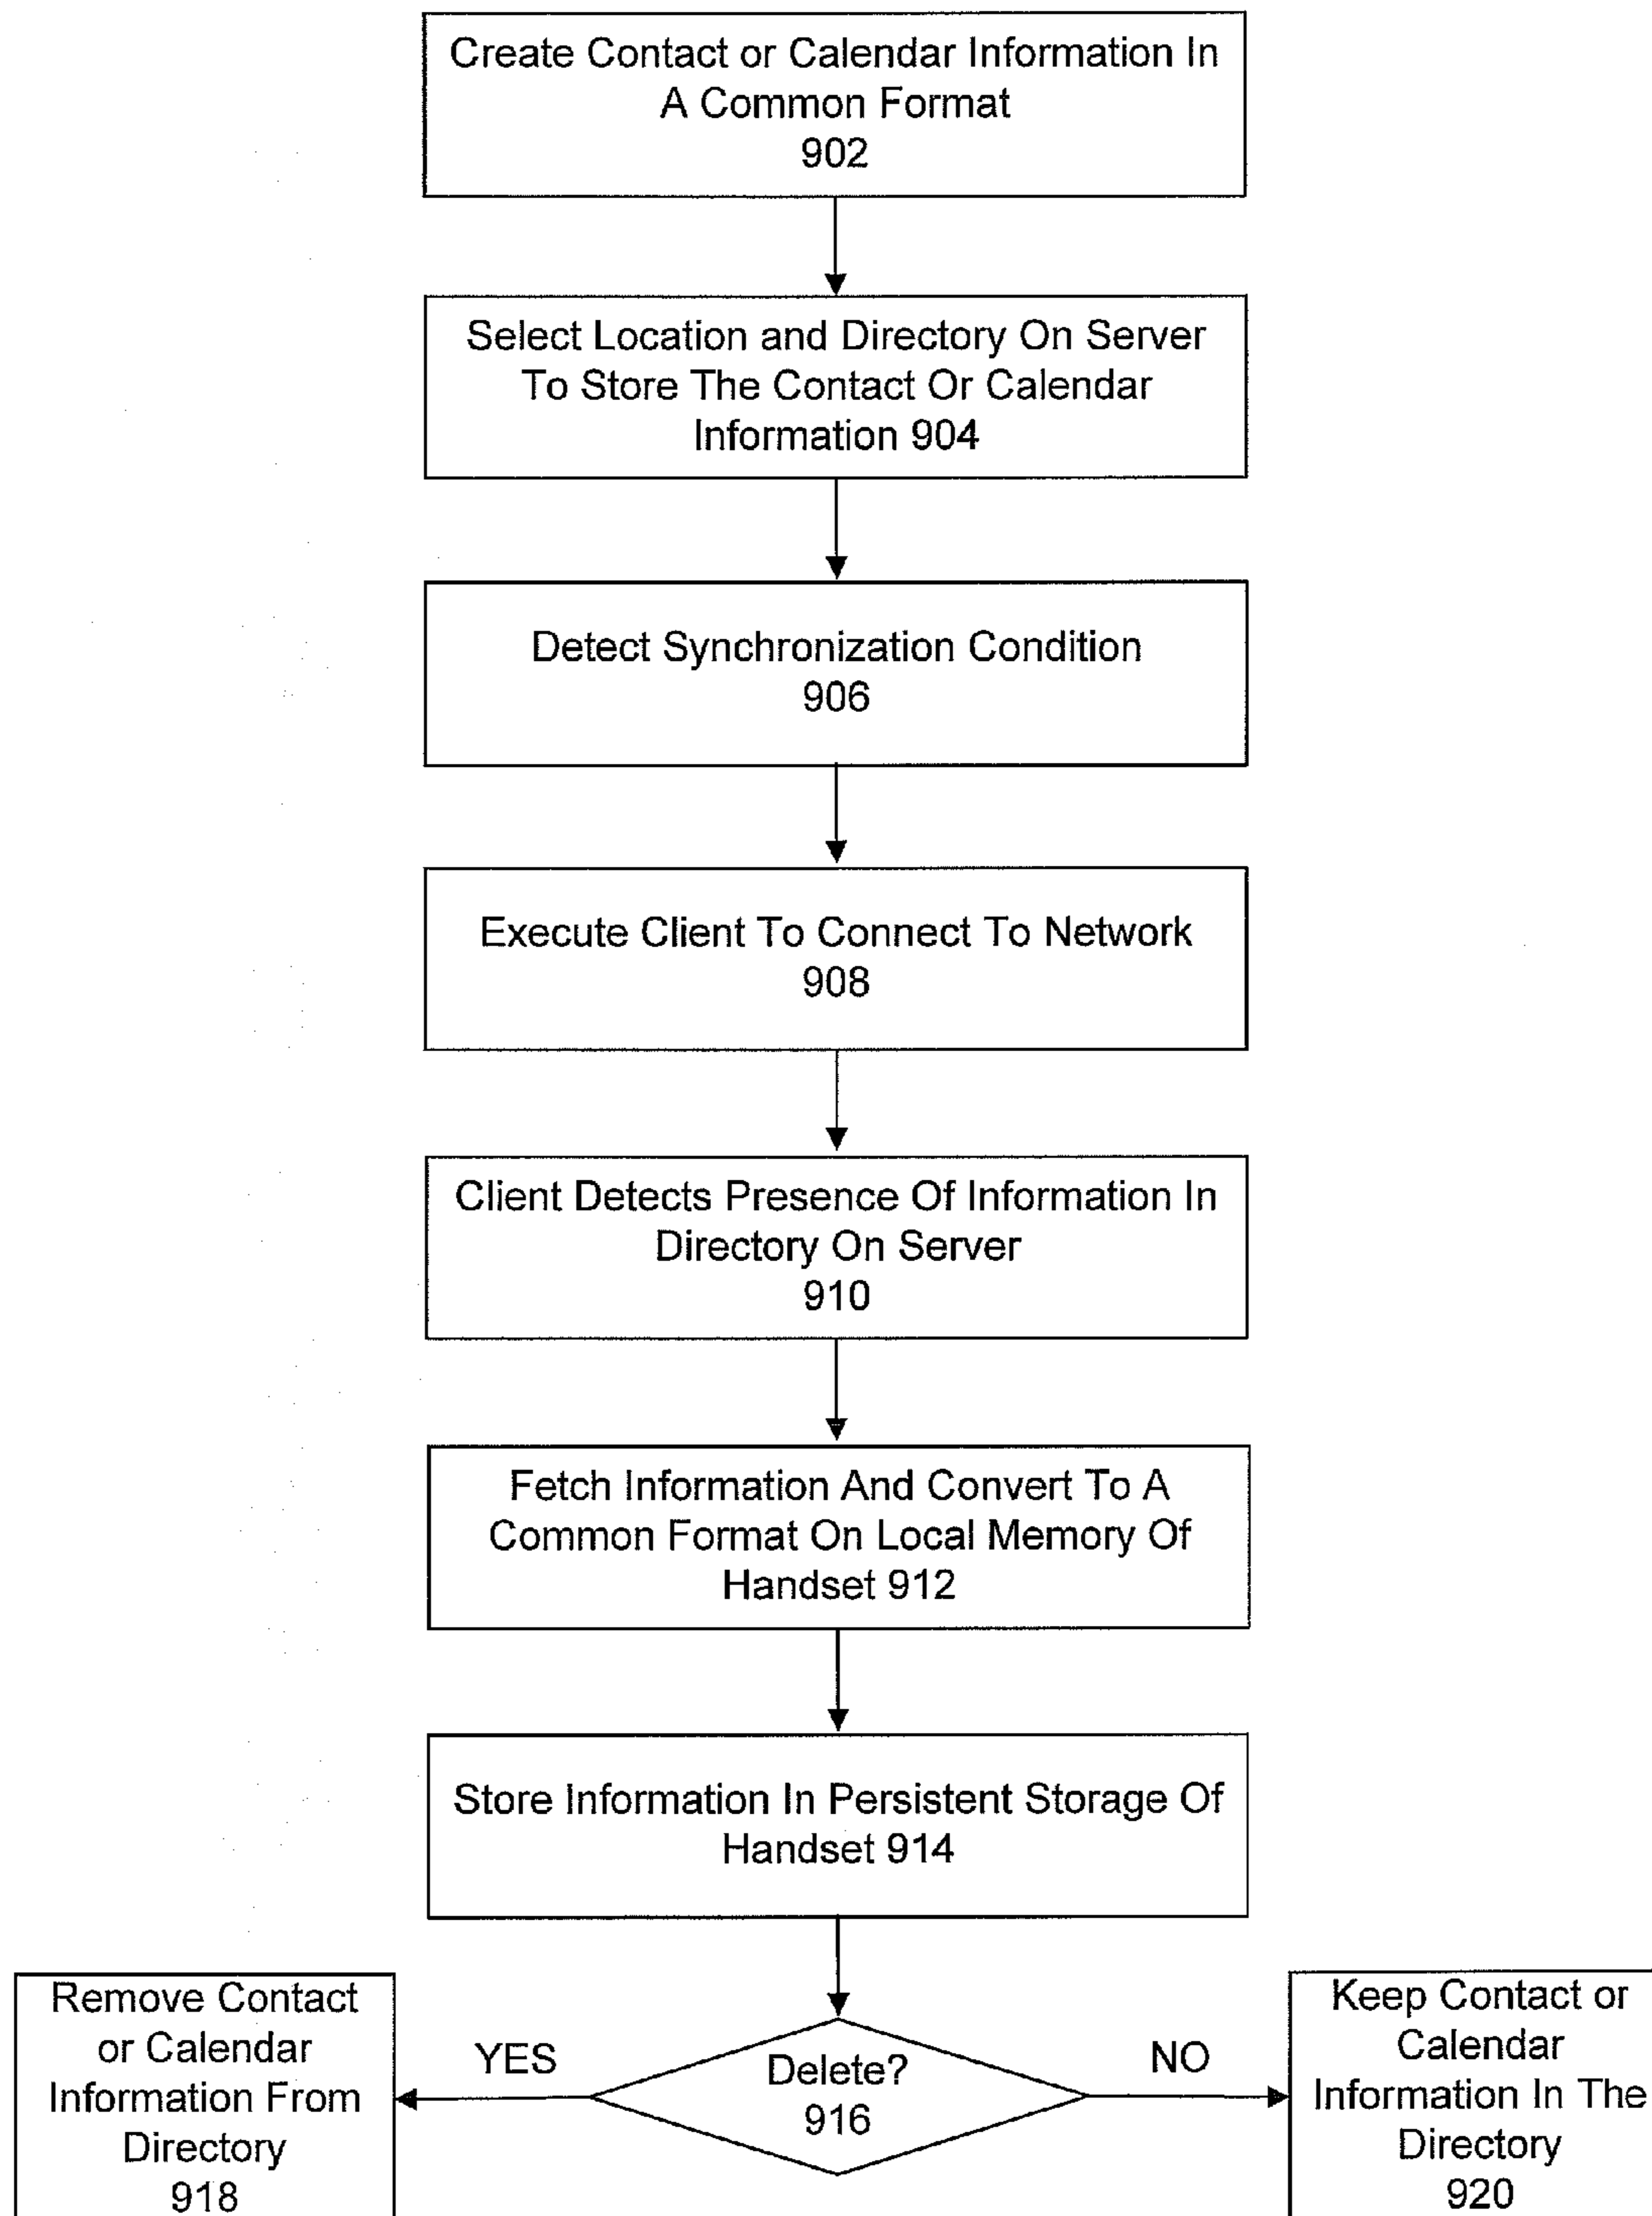 Create Contact or Calendar Information In
A Common Format
902
Select Location and Directory On Server
To Store The Contact Or Calendar
Information 904
Detect Synchronization Condition
906
Execute Client To Connect To Network
908
Client Detects Presence Of Information In
Directory On Server
910
Fetch Information And Convert To A
Common Format On Local Memory Of
Handset 912
Store Information In Persistent Storage Of
Handset 914
Delete?
916
YES
NO
Remove Contact
or Calendar
Information From
Directory
918
Keep Contact or
Calendar
Information In The
Directory
920